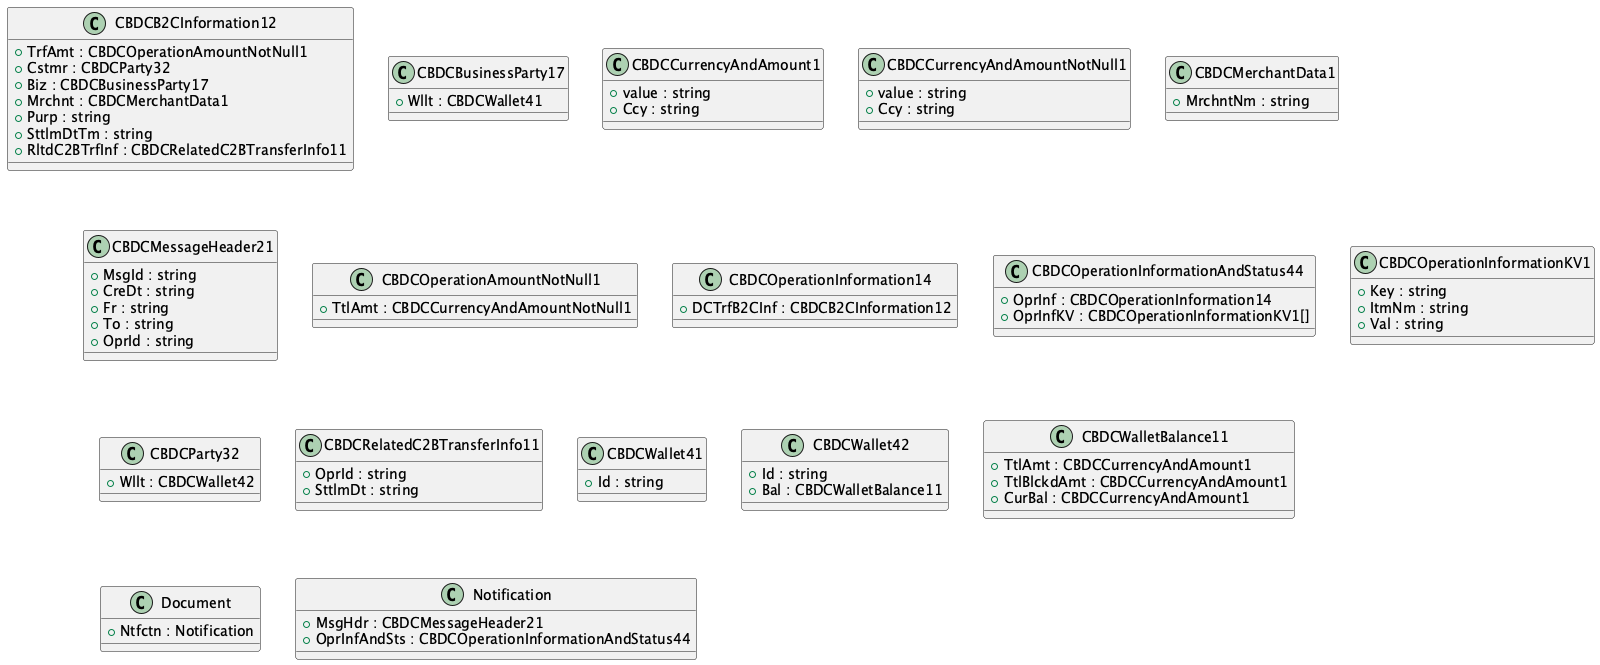 CBDCB2CInformation12
TrfAmt : CBDCOperationAmountNotNull1
Cstmr : CBDCParty32
Biz : CBDCBusinessParty17
Mrchnt : CBDCMerchantData1
Purp : string
SttlmDtTm : string
RltdC2BTrfInf : CBDCRelatedC2BTransferInfo11
CBDCBusinessParty17
Wllt : CBDCWallet41
CBDCCurrencyAndAmount1
value : string
Ccy : string
CBDCCurrencyAndAmountNotNull1
value : string
Ccy : string
CBDCMerchantData1
MrchntNm : string
CBDCMessageHeader21
MsgId : string
CreDt : string
Fr : string
To : string
OprId : string
CBDCOperationAmountNotNull1
TtlAmt : CBDCCurrencyAndAmountNotNull1
CBDCOperationInformation14
DCTrfB2CInf : CBDCB2CInformation12
CBDCOperationInformationAndStatus44
OprInf : CBDCOperationInformation14
OprInfKV : CBDCOperationInformationKV1[]
CBDCOperationInformationKV1
Key : string
ItmNm : string
Val : string
CBDCParty32
Wllt : CBDCWallet42
CBDCRelatedC2BTransferInfo11
OprId : string
SttlmDt : string
CBDCWallet41
Id : string
CBDCWallet42
Id : string
Bal : CBDCWalletBalance11
CBDCWalletBalance11
TtlAmt : CBDCCurrencyAndAmount1
TtlBlckdAmt : CBDCCurrencyAndAmount1
CurBal : CBDCCurrencyAndAmount1
Document
Ntfctn : Notification
Notification
MsgHdr : CBDCMessageHeader21
OprInfAndSts : CBDCOperationInformationAndStatus44